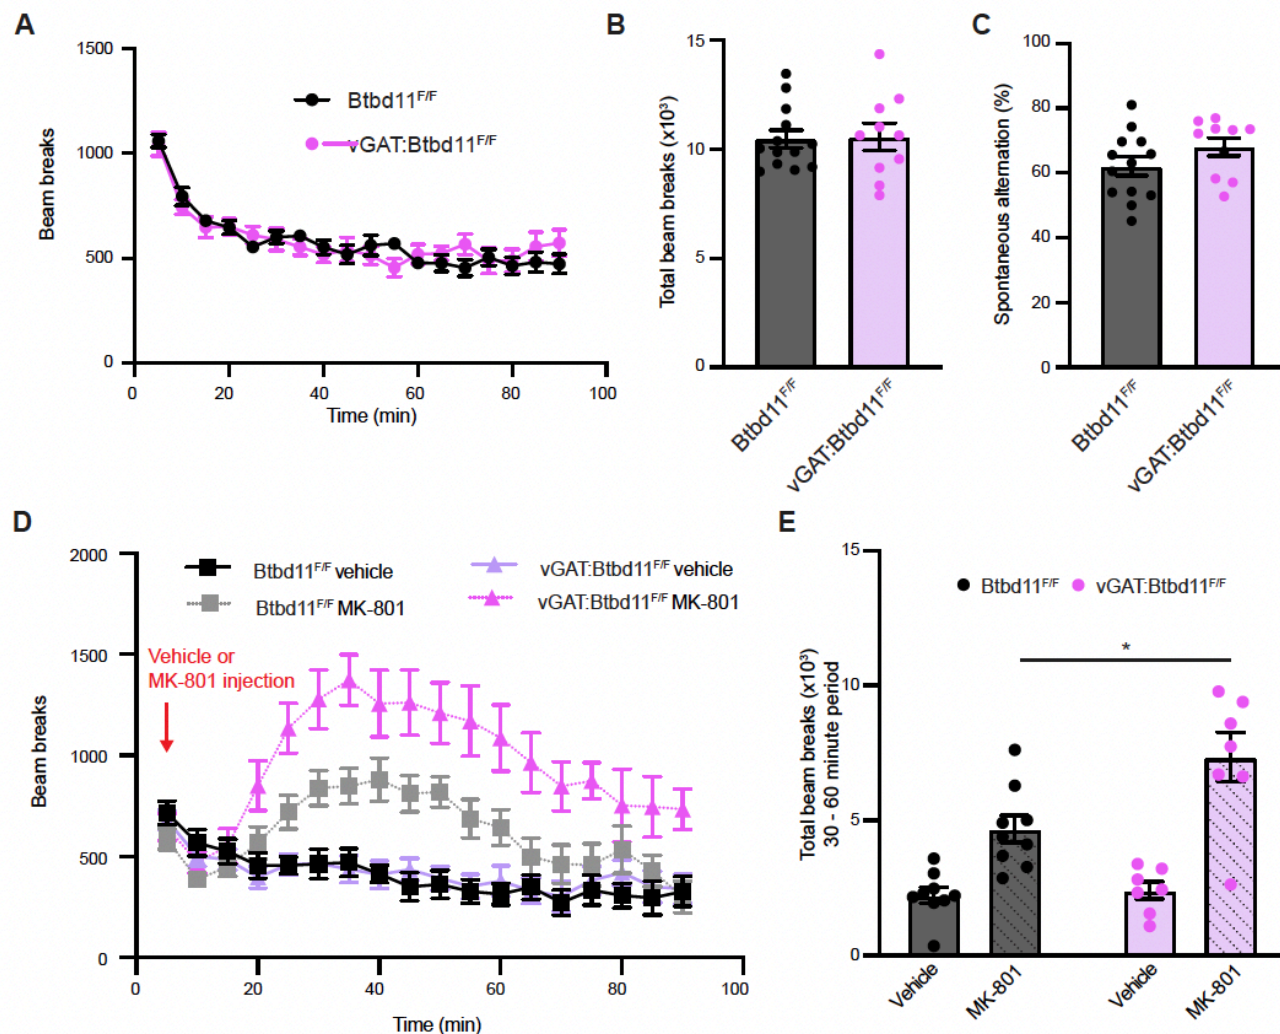 A
1500
1000
500
0
Beam breaks
Btbd11F/F
vGAT:Btbd11F/F
0
20
40
60
80
100
Time (min)
B
15
10
5
0
Total beam breaks (x10³)
Btbd11F/F
vGAT:Btbd11F/F
C
100
80
60
40
20
0
Spontaneous alternation (%)
Btbd11F/F
vGAT:Btbd11F/F
D
2000
1500
1000
500
0
Beam breaks
Btbd11F/F vehicle
Btbd11F/F MK-801
vGAT:Btbd11F/F vehicle
vGAT:Btbd11F/F MK-801
Vehicle or
MK-801 injection
0
20
40
60
80
100
Time (min)
E
15
10
5
0
Total beam breaks (x10³)
30 - 60 minute period
Btbd11F/F
vGAT:Btbd11F/F
*
Vehicle
MK-801
Vehicle
MK-801